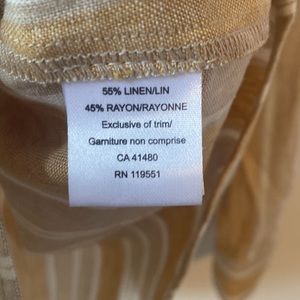 55% LINEN/LIN
45% RAYON/RAYONNE
Exclusive of trim/
Garniture non comprise
CA 41480
RN 119551